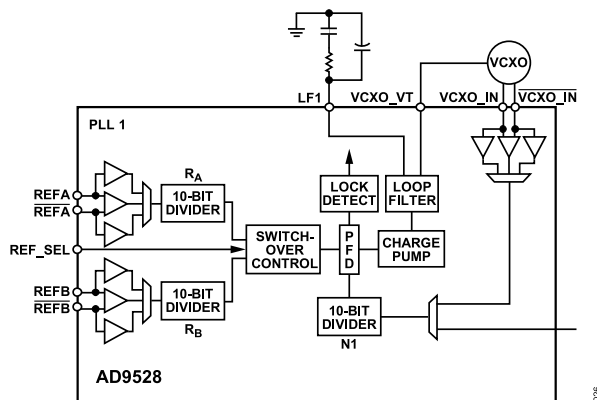 VCXO
LF1
VCXO_VT
VCXO_IN
VCXO_IN
PLL 1
REFA
REFA
RA
10-BIT
DIVIDER
LOCK
DETECT
LOOP
FILTER
REF_SEL
SWITCH-
OVER
CONTROL
P
F
D
CHARGE
PUMP
REFB
REFB
10-BIT
DIVIDER
RB
10-BIT
DIVIDER
N1
AD9528